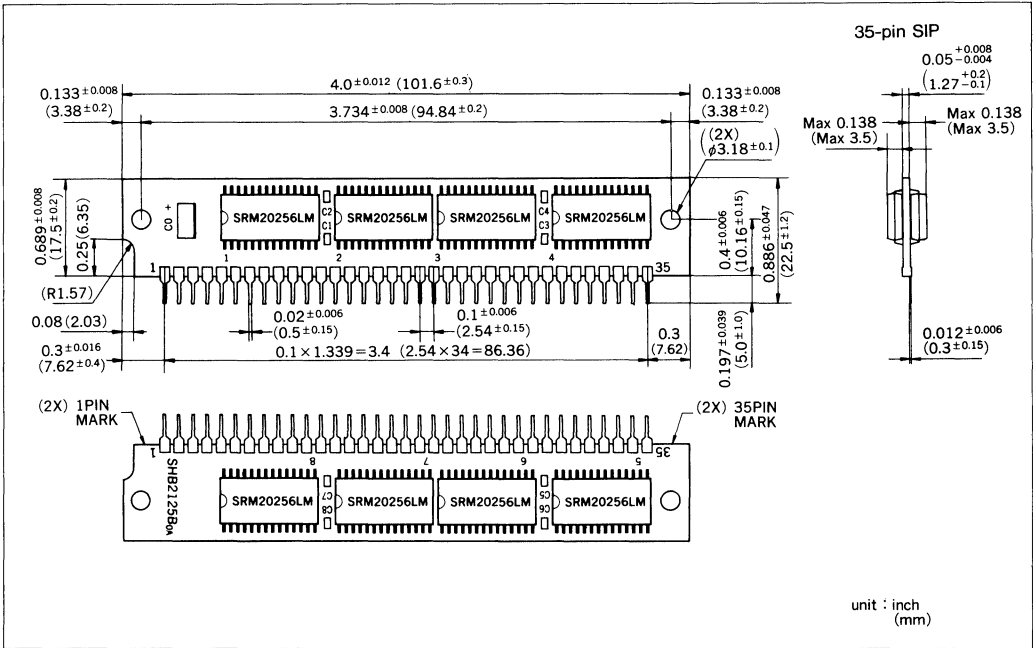 35-pin SIP
0.05 +0.008 -0.004
(1.27 +0.2 -0.1)
4.0±0.012 (101.6±0.3)
0.133±0.008
(3.38±0.2)
3.734±0.008 (94.84±0.2)
0.133±0.008
(3.38±0.2)
(2X)
φ3.18±0.1
Max 0.138
(Max 3.5)
Max 0.138
(Max 3.5)
0.689±0.008
(17.5±0.2)
0.25(6.35)
C0 +
SRM20256LM
C2
C1
SRM20256LM
SRM20256LM
C4
C3
SRM20256LM
1
2
3
4
1
35
0.4±0.006
(10.16±0.15)
0.886±0.047
(22.5±1.2)
(R1.57)
0.08(2.03)
0.02±0.006
(0.5±0.15)
0.1±0.006
(2.54±0.15)
0.3
(7.62)
0.3±0.016
(7.62±0.4)
0.1×1.339=3.4 (2.54×34=86.36)
0.197±0.039
(5.0±1.0)
0.012±0.006
(0.3±0.15)
(2X) 1PIN
MARK
(2X) 35PIN
MARK
1
35
8
7
6
5
SHB2125B0A
SRM20256LM
C7
C8
SRM20256LM
SRM20256LM
C5
C6
SRM20256LM
unit : inch
(mm)